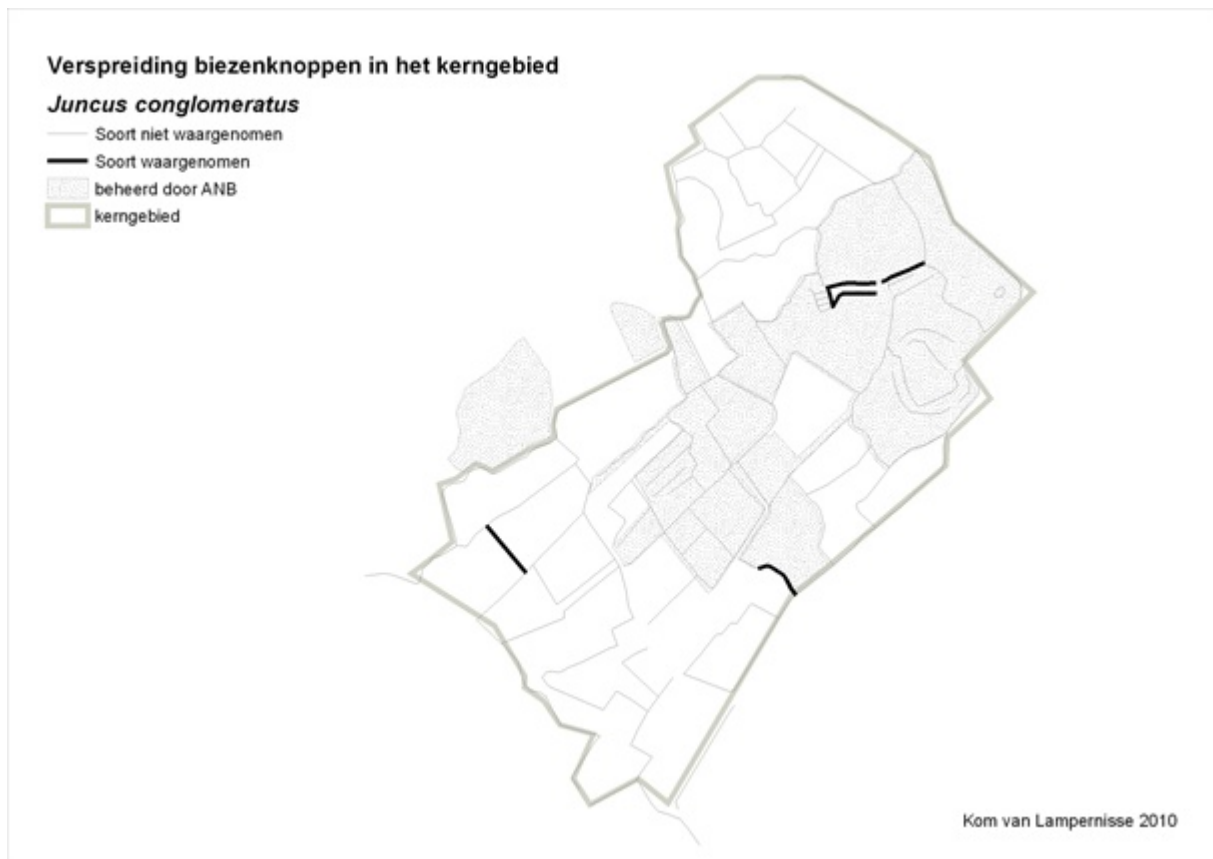 Verspreiding biezenknoppen in het kerngebied
Juncus conglomeratus
Soort niet waargenomen
Soort waargenomen
beheerd door ANB
kerngebied
Kom van Lampernisse 2010